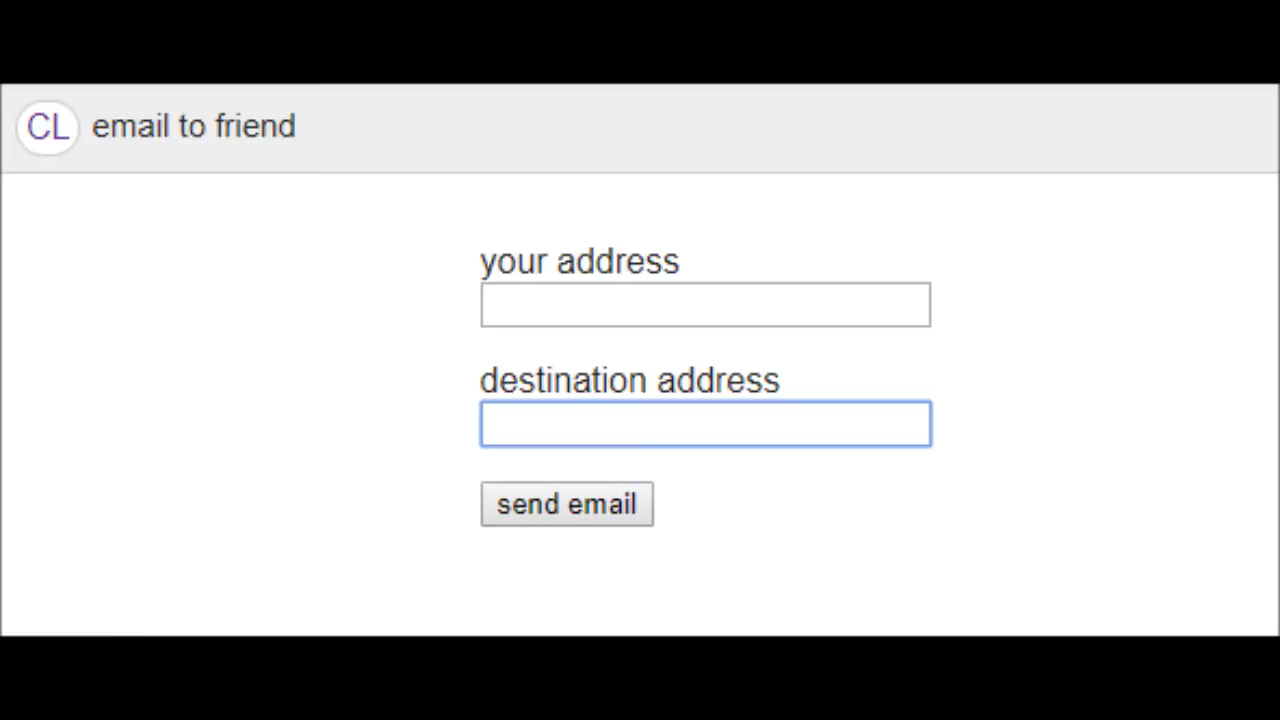 CL email to friend
your address
destination address
send email